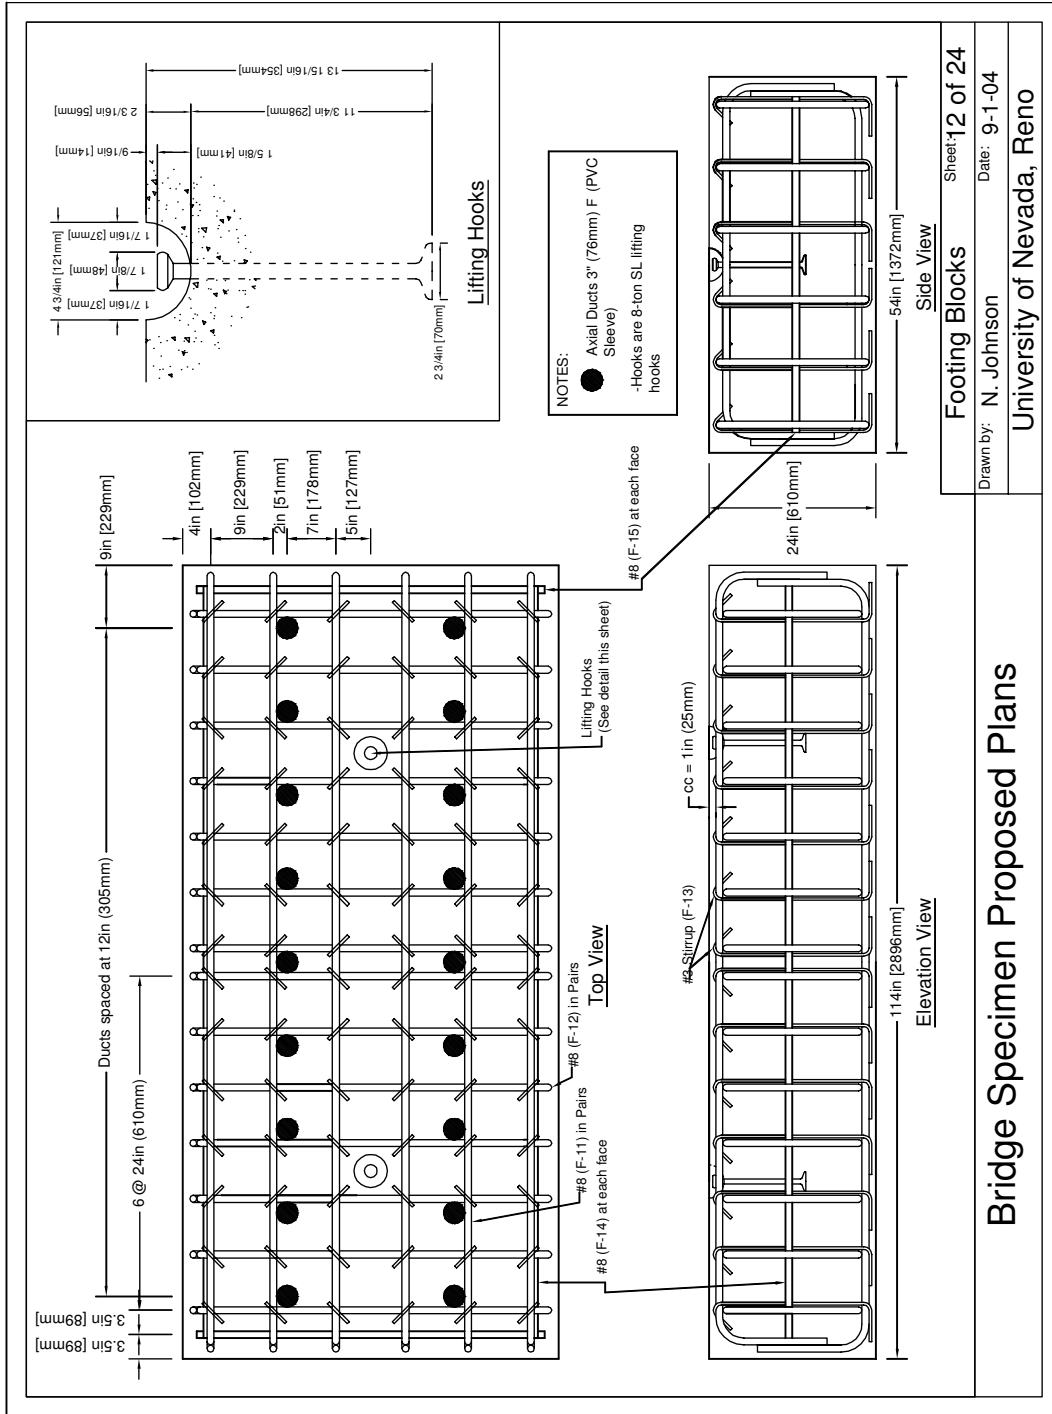 13 15/16in [354mm]
2 3/16in [56mm]
11 3/4in [298mm]
9/16in [14mm]
1 5/8in [41mm]
4 3/4in [121mm]
1 7/16in [37mm]
1 7/8in [48mm]
1 7/16in [37mm]
2 3/4in [70mm]
Lifting Hooks
NOTES:
Axial Ducts 3" (76mm) F (PVC
Sleeve)
-Hooks are 8-ton SL lifting
hooks
3.5in [89mm]
3.5in [89mm]
6 @ 24in (610mm)
Ducts spaced at 12in (305mm)
9in [229mm]
4in [102mm]
9in [229mm]
2in [51mm]
7in [178mm]
5in [127mm]
#8 (F-14) at each face
#8 (F-11) in Pairs
#8 (F-12) in Pairs
Top View
Lifting Hooks
(See detail this sheet)
#8 (F-15) at each face
#3 Stirrup (F-13)
cc = 1in (25mm)
24in [610mm]
114in [2896mm]
Elevation View
54in [1372mm]
Side View
Bridge Specimen Proposed Plans
Footing Blocks
Sheet: 12 of 24
Drawn by: N. Johnson
Date: 9-1-04
University of Nevada, Reno